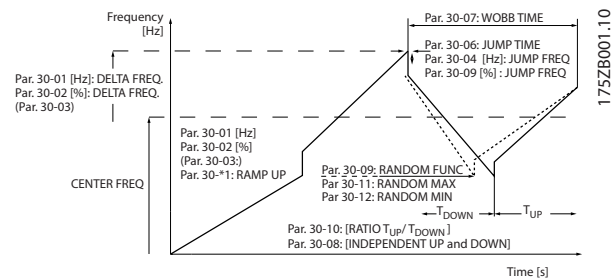 Frequency
[Hz]
Par. 30-07: WOBB TIME
Par. 30-06: JUMP TIME
Par. 30-04 [Hz]: JUMP FREQ
Par. 30-09 [%] : JUMP FREQ
175ZB001.10
Par. 30-01 [Hz]: DELTA FREQ.
Par. 30-02 [%]: DELTA FREQ.
(Par. 30-03)
Par. 30-01 [Hz]
Par. 30-02 [%]
(Par. 30-03:)
Par. 30-*1: RAMP UP
CENTER FREQ
Par. 30-09: RANDOM FUNC
Par. 30-11: RANDOM MAX
Par. 30-12: RANDOM MIN
TDOWN
TUP
Par. 30-10: [RATIO TUP/ TDOWN ]
Par. 30-08: [INDEPENDENT UP and DOWN]
Time [s]